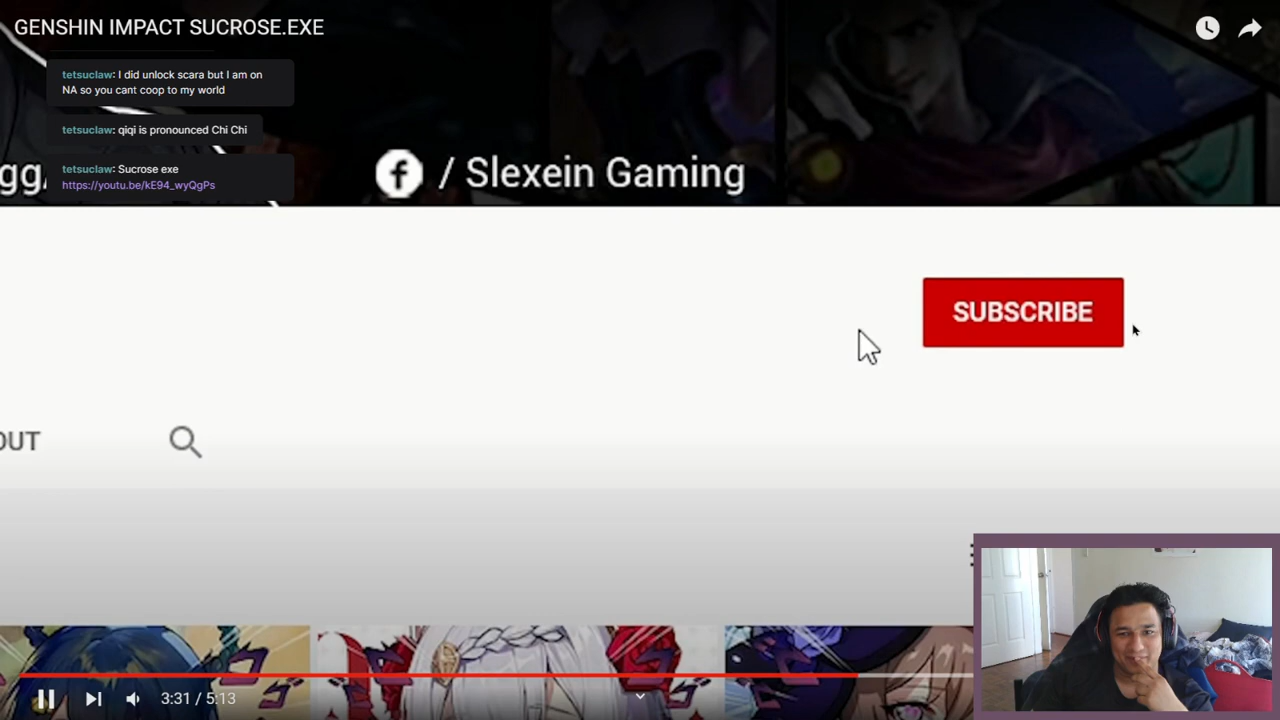 GENSHIN IMPACT SUCROSE.EXE
tetsuclaw: I did unlock scara but I am on
NA so you cant coop to my world
tetsuclaw: qiqi is pronounced Chi Chi
tetsuclaw: Sucrose exe
https://youtu.be/kE94_wyQgPs
gg/
/ Slexein Gaming
SUBSCRIBE
OUT
3:31 / 5:13